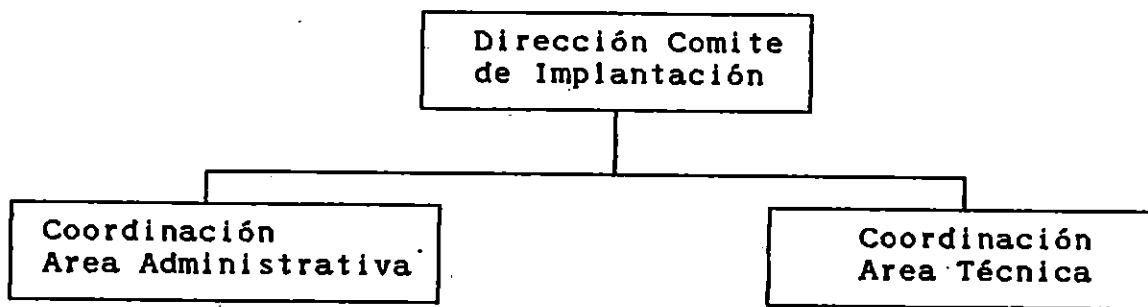 Dirección Comite
de Implantación
Coordinación
Area Administrativa
Coordinación
Area Técnica